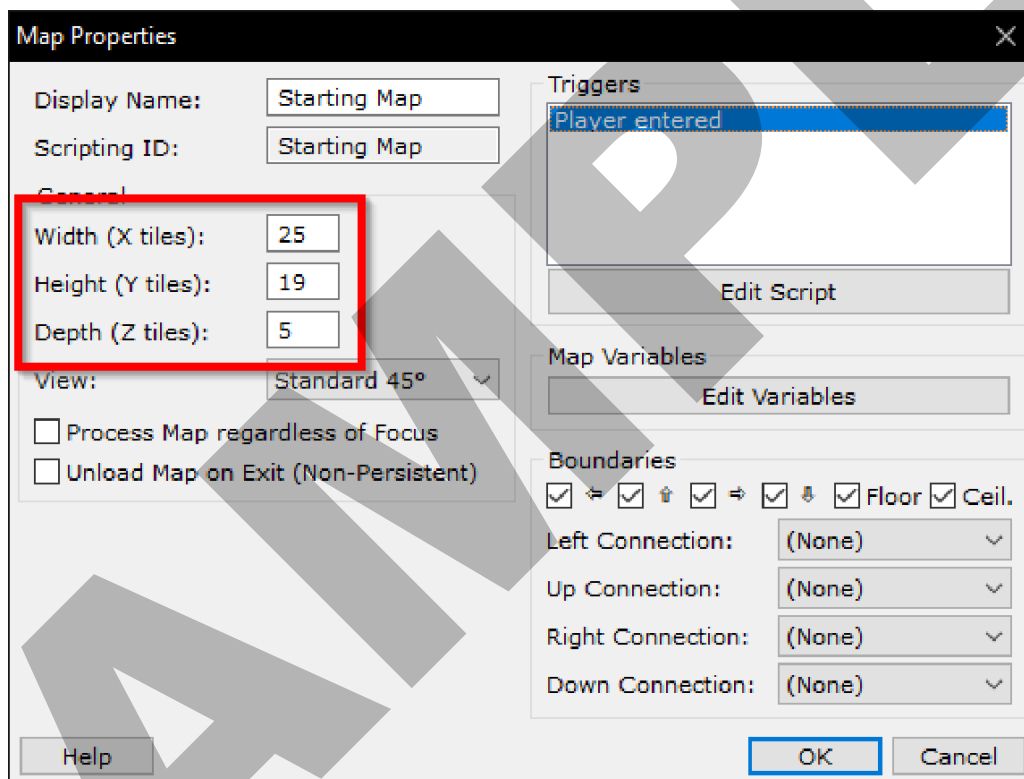 Map Properties
Display Name: Starting Map
Scripting ID: Starting Map
General
Width (X tiles): 25
Height (Y tiles): 19
Depth (Z tiles): 5
View: Standard 45°
Process Map regardless of Focus
Unload Map on Exit (Non-Persistent)
Triggers
Player entered
Edit Script
Map Variables
Edit Variables
Boundaries
Floor Ceil.
Left Connection: (None)
Up Connection: (None)
Right Connection: (None)
Down Connection: (None)
Help OK Cancel
AMPL